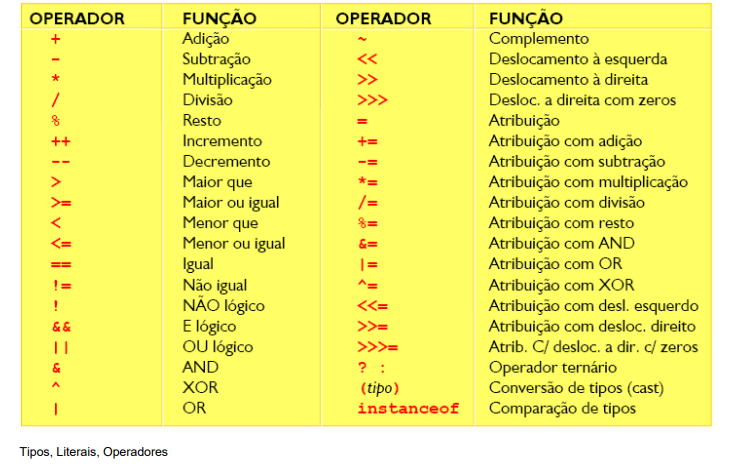 OPERADOR FUNÇÃO OPERADOR FUNÇÃO
+ Adição ~ Complemento
- Subtração << Deslocamento à esquerda
* Multiplicação >> Deslocamento à direita
/ Divisão >>> Desloc. a direita com zeros
% Resto = Atribuição
++ Incremento += Atribuição com adição
-- Decremento -= Atribuição com subtração
> Maior que *= Atribuição com multiplicação
>= Maior ou igual /= Atribuição com divisão
< Menor que %= Atribuição com resto
<= Menor ou igual &= Atribuição com AND
== Igual |= Atribuição com OR
!= Não igual ^= Atribuição com XOR
! NÃO lógico <<= Atribuição com desl. esquerdo
&& E lógico >>= Atribuição com desloc. direito
|| OU lógico >>>= Atrib. C/ desloc. a dir. c/ zeros
& AND ? : Operador ternário
^ XOR (tipo) Conversão de tipos (cast)
| OR instanceof Comparação de tipos
Tipos, Literais, Operadores